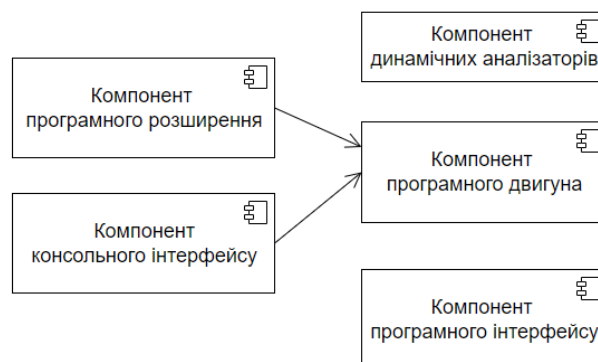 Компонент
динамічних аналізаторів
Компонент
програмного розширення
Компонент
програмного двигуна
Компонент
консольного інтерфейсу
Компонент
програмного інтерфейсу